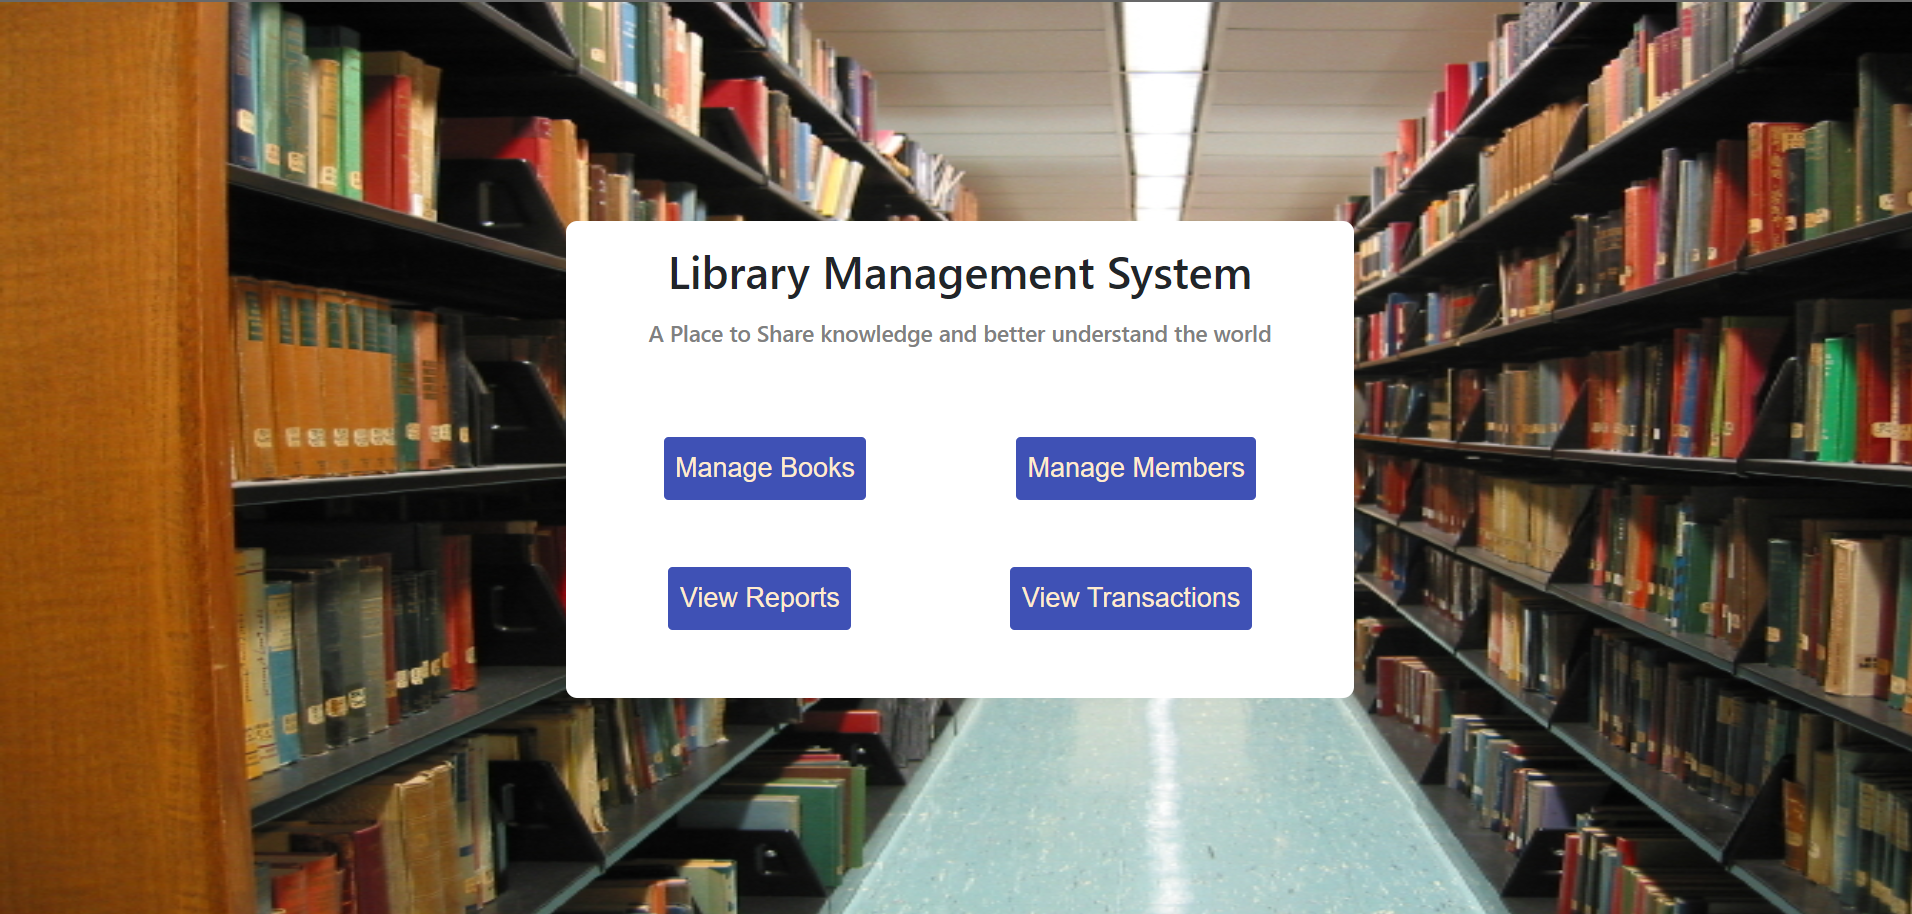 Library Management System
A Place to Share knowledge and better understand the world
Manage Books
Manage Members
View Reports
View Transactions